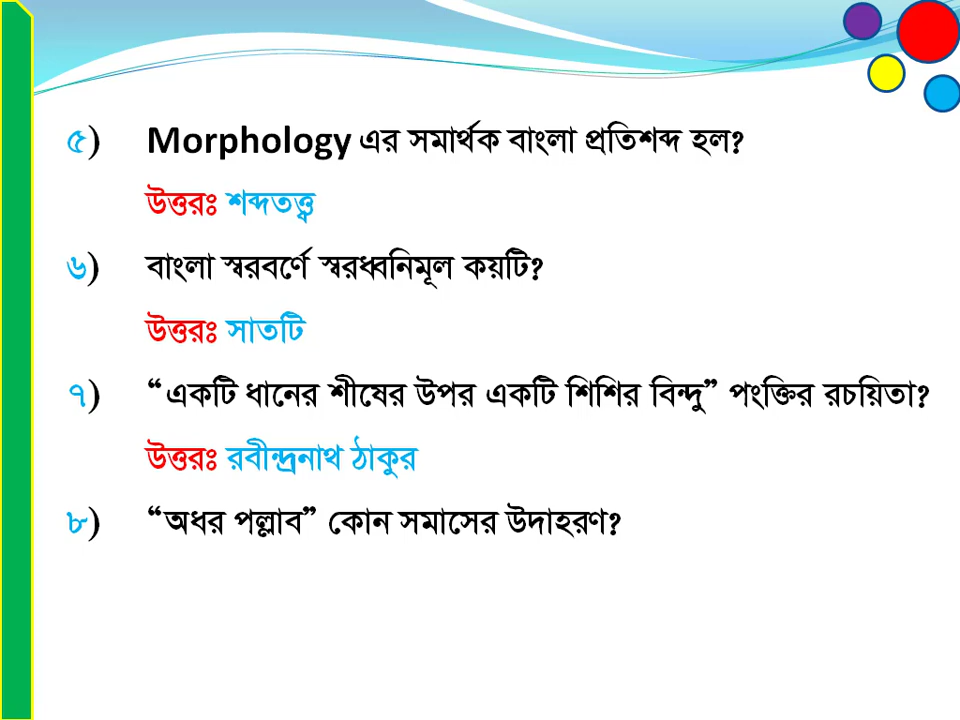 ৫) Morphology এর সমার্থক বাংলা প্রতিশব্দ হল?
উত্তরঃ শব্দতত্ত্ব
৬) বাংলা স্বরবর্ণে স্বরধ্বনিমূল কয়টি?
উত্তরঃ সাতটি
৭) “একটি ধানের শীষের উপর একটি শিশির বিন্দু” পংক্তির রচয়িতা?
উত্তরঃ রবীন্দ্রনাথ ঠাকুর
৮) “অধর পল্লাব” কোন সমাসের উদাহরণ?